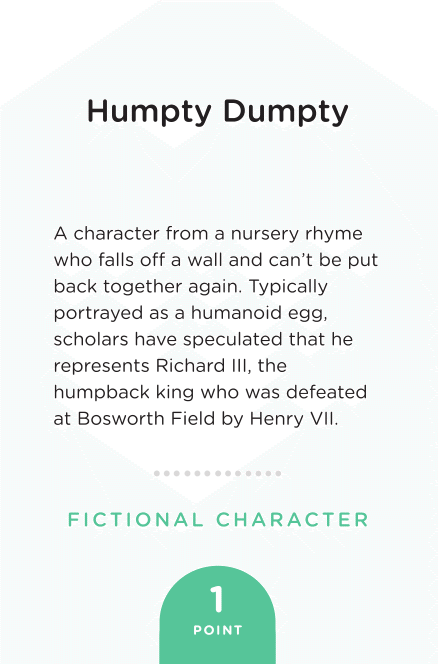 Humpty Dumpty
A character from a nursery rhyme
who falls off a wall and can’t be put
back together again. Typically
portrayed as a humanoid egg,
scholars have speculated that he
represents Richard III, the
humpback king who was defeated
at Bosworth Field by Henry VII.
FICTIONAL CHARACTER
1
POINT